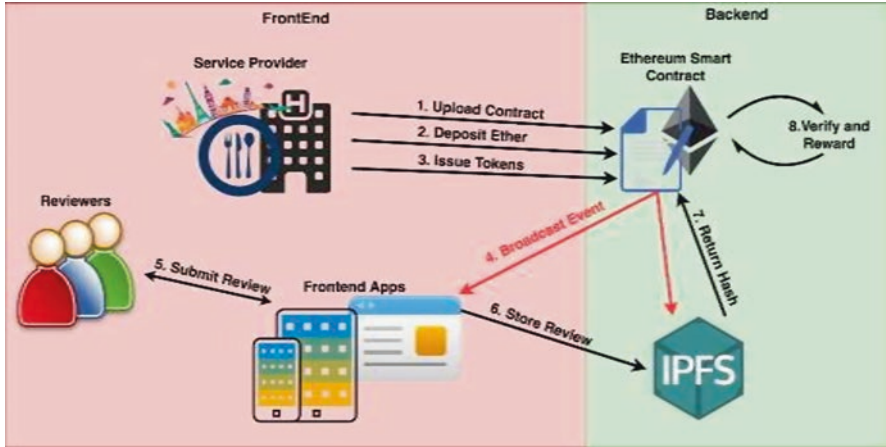 FrontEnd
Backend
Service Provider
Ethereum Smart
Contract
H
1. Upload Contract
2. Deposit Ether
3. Issue Tokens
8.Verify and
Reward
Reviewers
4. Broadcast Event
7. Return Hash
5. Submit Review
Frontend Apps
6. Store Review
IPFS